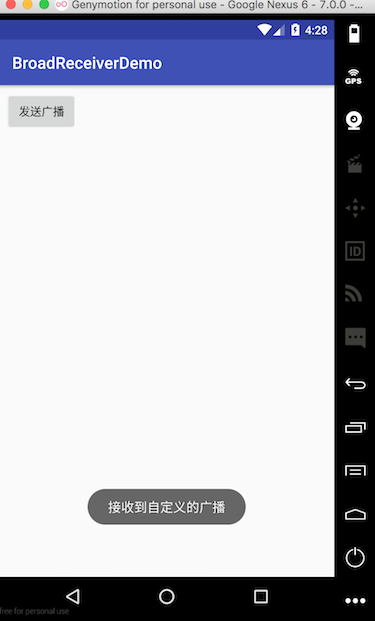 Genymotion for personal use - Google Nexus 6 - 7.0.0 -...
4:28
BroadReceiverDemo
GPS
发送广播
ID
接收到自定义的广播
free for personal use